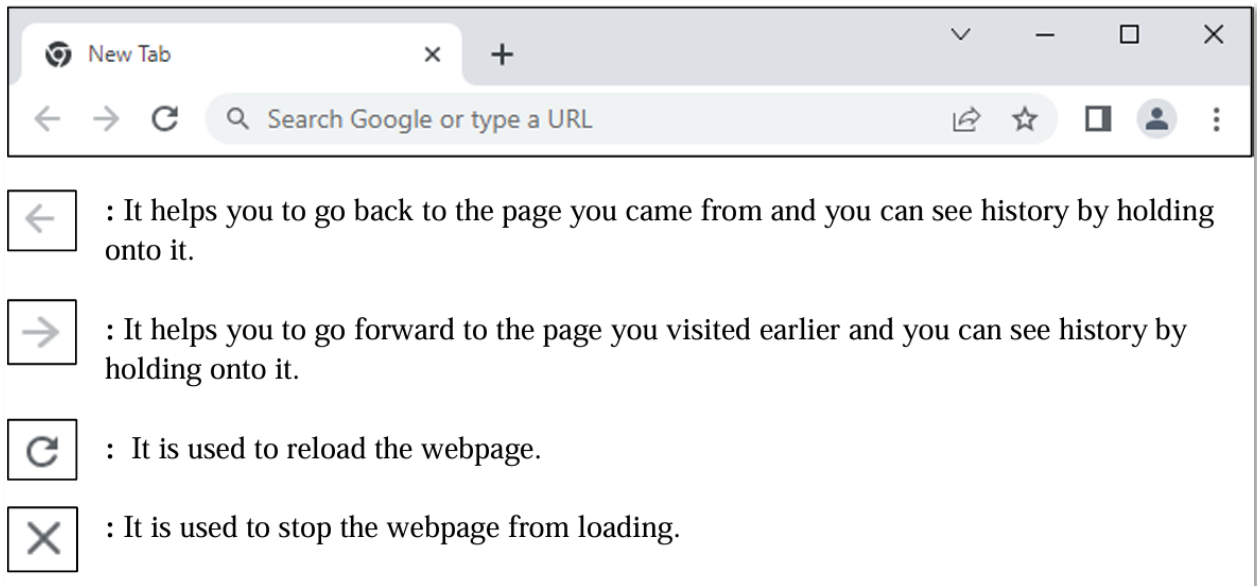 New Tab
Search Google or type a URL
: It helps you to go back to the page you came from and you can see history by holding
onto it.
: It helps you to go forward to the page you visited earlier and you can see history by
holding onto it.
: It is used to reload the webpage.
: It is used to stop the webpage from loading.